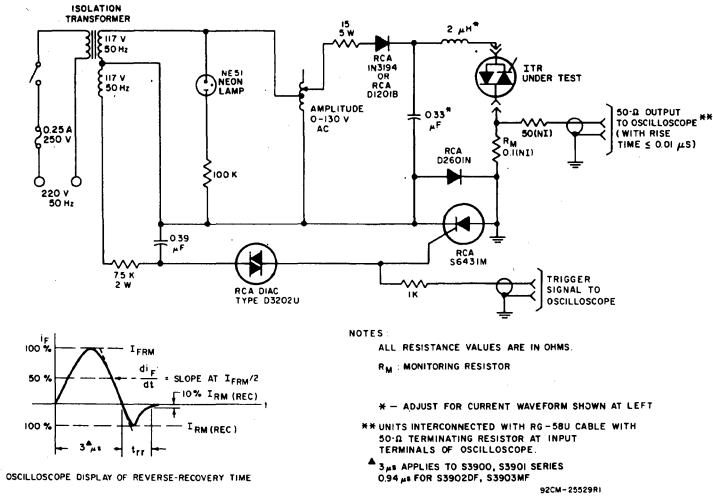 ISOLATION
TRANSFORMER
117 V
50 Hz
117 V
50 Hz
0.25 A
250 V
220 V
50 Hz
NE51
NEON
LAMP
100 K
AMPLITUDE
0-130 V
AC
15
5 W
RCA
IN3194
OR
RCA
D1201B
2 μH*
ITR
UNDER TEST
0.33*
μF
RCA
D2601N
50(NI)
RM
0.1(NI)
50-Ω OUTPUT
TO OSCILLOSCOPE **
(WITH RISE
TIME ≤ 0.01 μS)
0.39
μF
RCA
S6431M
75 K
2 W
RCA DIAC
TYPE D3202U
1K
TRIGGER
SIGNAL TO
OSCILLOSCOPE
iF
100 %
IFRM
50 %
diF
dt
= SLOPE AT IFRM/2
10% IRM (REC)
t
100 %
IRM(REC)
3▲μs
trr
OSCILLOSCOPE DISPLAY OF REVERSE-RECOVERY TIME
NOTES:
ALL RESISTANCE VALUES ARE IN OHMS.
RM : MONITORING RESISTOR
* – ADJUST FOR CURRENT WAVEFORM SHOWN AT LEFT
** UNITS INTERCONNECTED WITH RG-58U CABLE WITH
50-Ω TERMINATING RESISTOR AT INPUT
TERMINALS OF OSCILLOSCOPE.
▲ 3 μs APPLIES TO S3900, S3901 SERIES
0.94 μs FOR S3902DF, S3903MF
92CM-25529R1